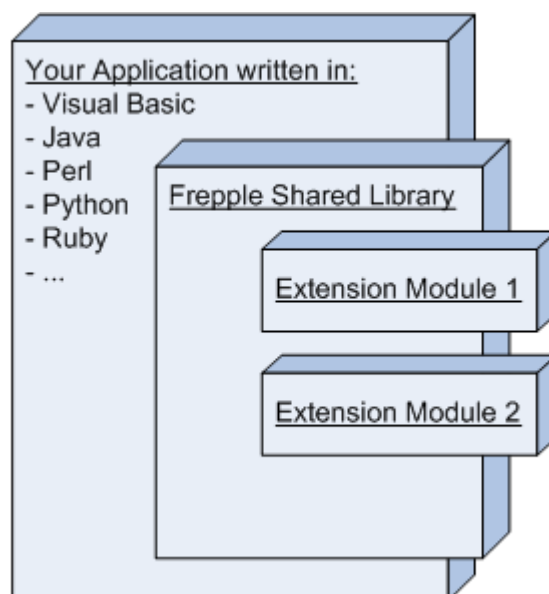 Your Application written in:
- Visual Basic
- Java
- Perl
- Python
- Ruby
- ...
Frepple Shared Library
Extension Module 1
Extension Module 2